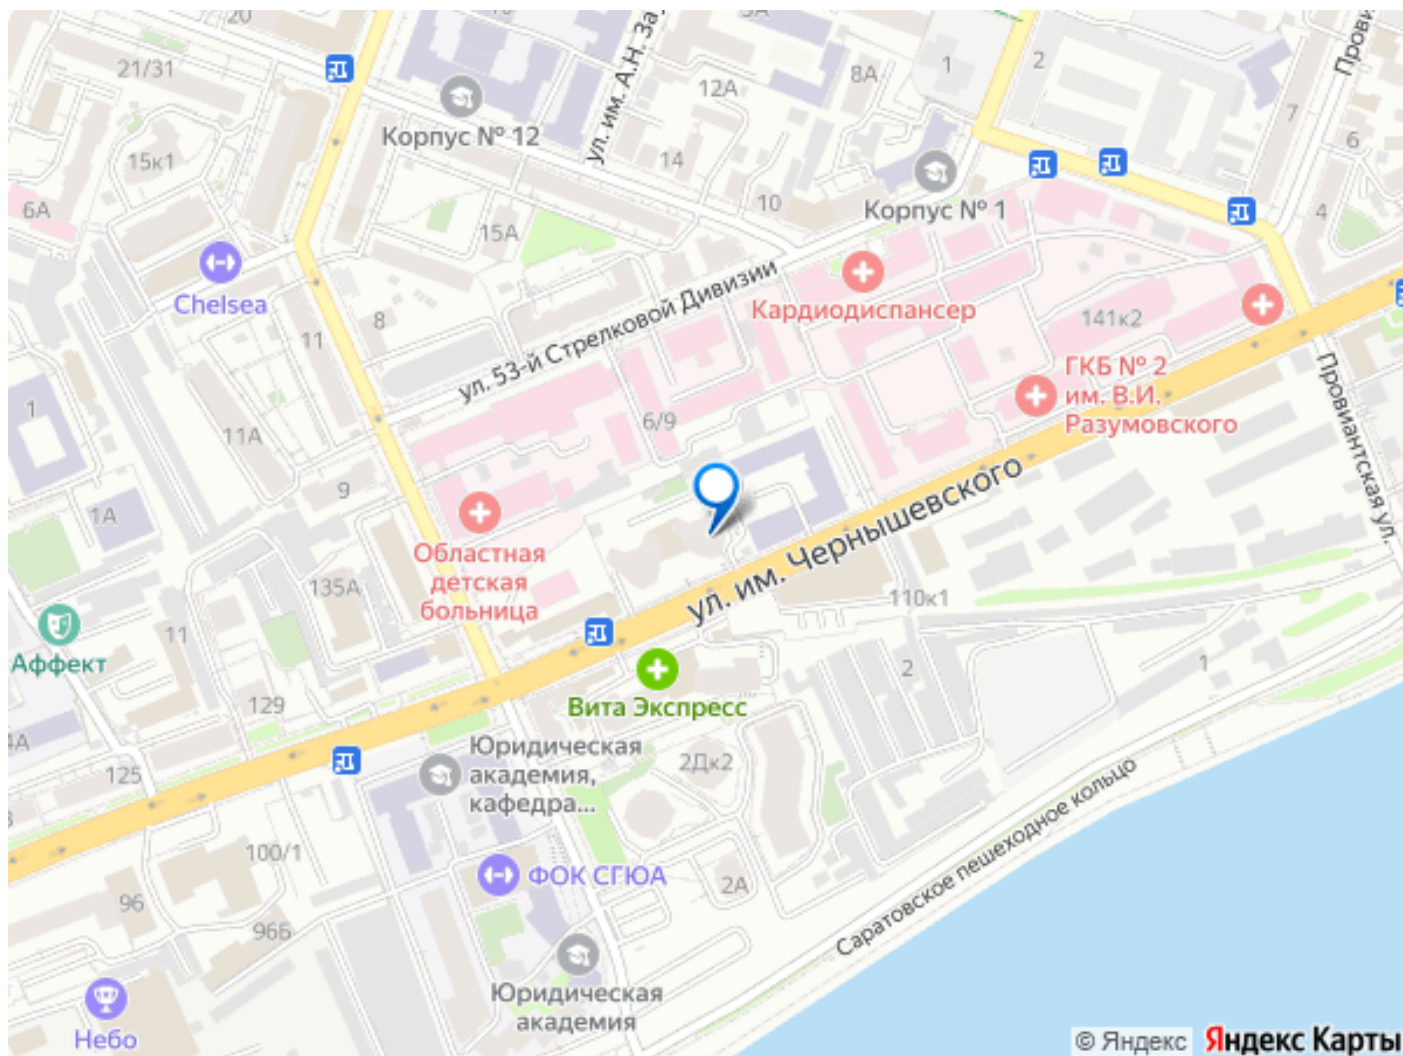 20
3А
21/31
ул. им. А.Н. За
8А
1
2
Прови
12А
7
Корпус № 12
15к1
14
6
6А
Корпус № 1
10
4
15А
Chelsea
Кардиодиспансер
8
11
141к2
ул. 53-й Стрелковой Дивизии
ГКБ № 2
им. В.И.
Разумовского
1
11А
6/9
Провиантская ул.
9
1А
ул. им. Чернышевского
Областная
детская
больница
135А
110к1
11
Аффект
2
1
129
Вита Экспресс
4А
125
Юридическая
академия,
кафедра...
2Дк2
Саратовское пешеходное кольцо
100/1
ФОК СГЮА
2А
96
96Б
Юридическая
академия
Небо
© Яндекс Яндекс Карты